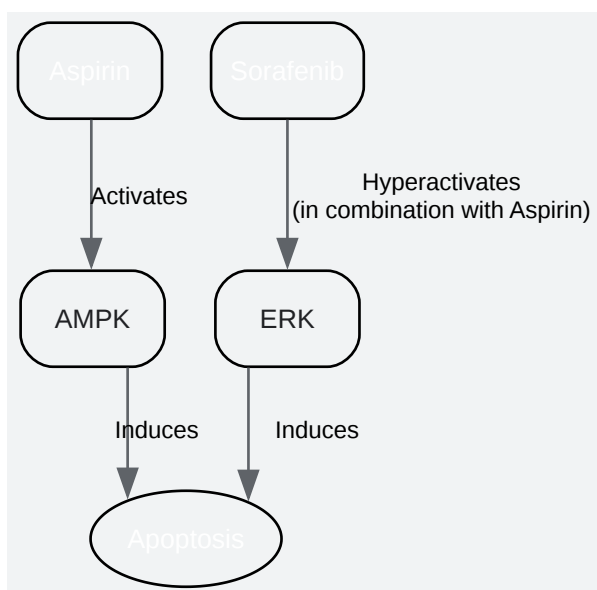 Aspirin
Sorafenib
Activates
Hyperactivates
(in combination with Aspirin)
AMPK
ERK
Induces
Induces
Apoptosis